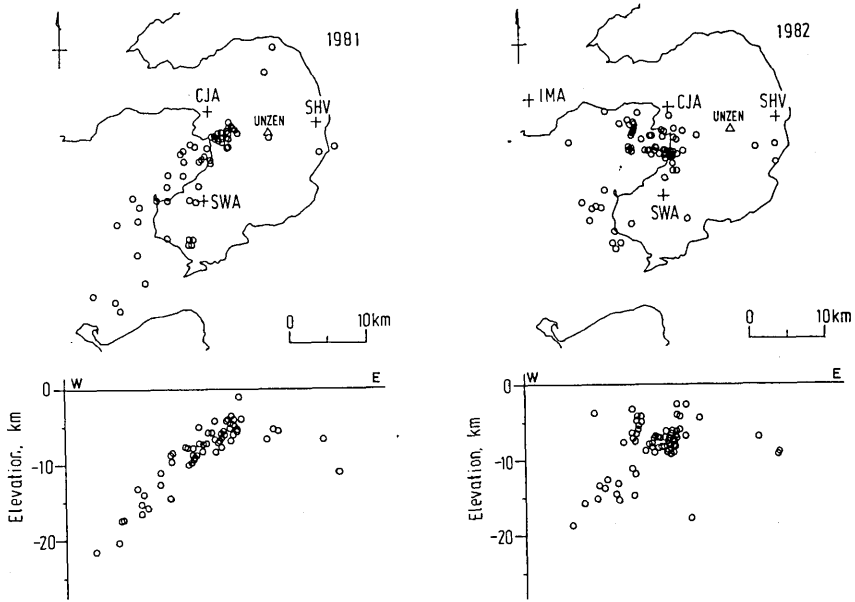 1981
CJA
UNZEN
SHV
SWA
0 10km
W E
0
-10
-20
Elevation, km
1982
IMA
CJA
UNZEN
SHV
SWA
0 10km
W E
0
-10
-20
Elevation, km